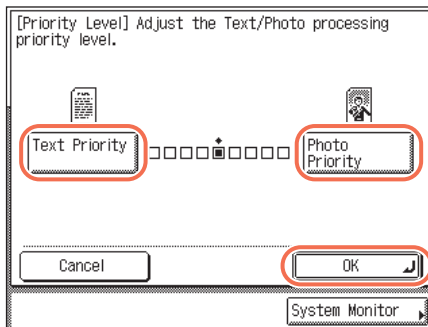 [Priority Level] Adjust the Text/Photo processing
priority level.
Text Priority
Photo
Priority
Cancel
OK
System Monitor